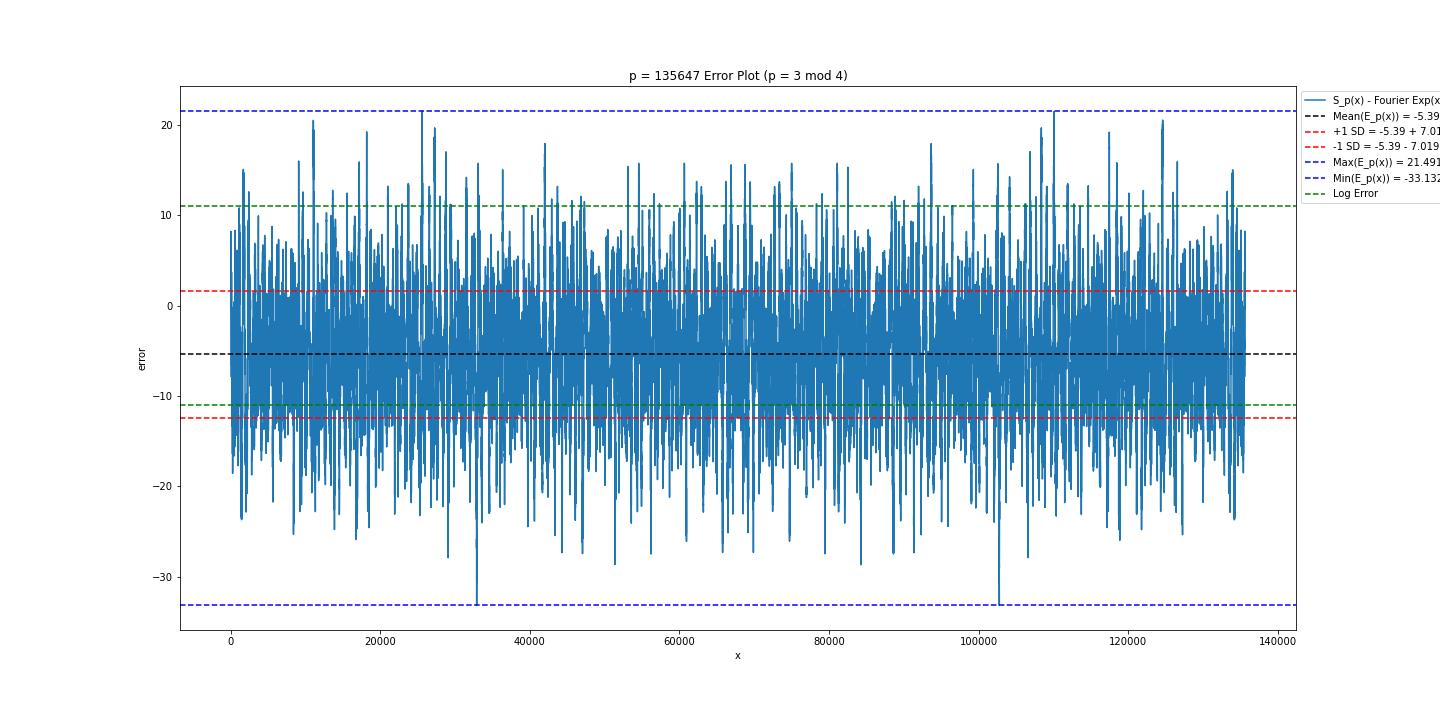 p = 135647 Error Plot (p = 3 mod 4)
S_p(x) - Fourier Exp(x
Mean(E_p(x)) = -5.39
+1 SD = -5.39 + 7.01
-1 SD = -5.39 - 7.019
Max(E_p(x)) = 21.491
Min(E_p(x)) = -33.132
Log Error
20
10
0
−10
−20
−30
error
0 20000 40000 60000 80000 100000 120000 140000
x